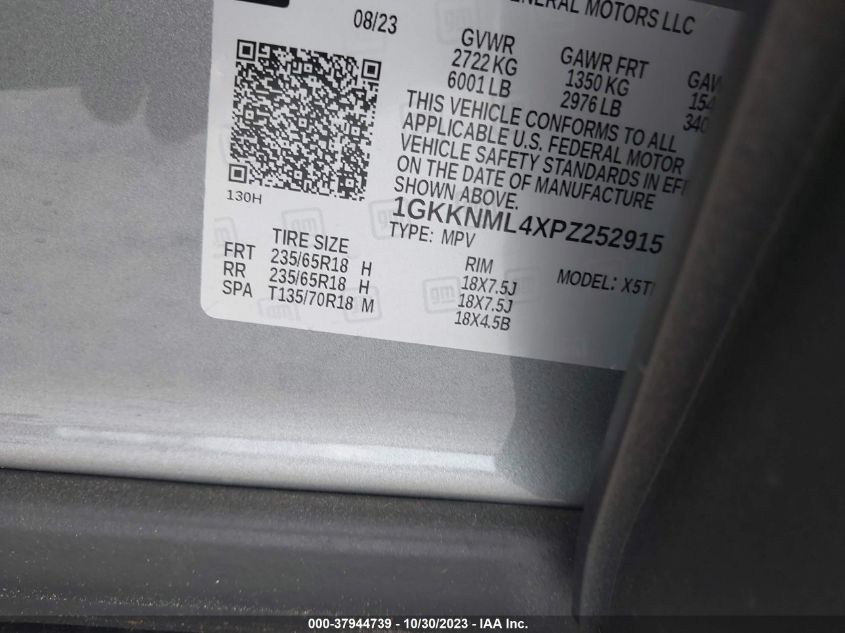 08/23
GENERAL MOTORS LLC
GVWR
2722 KG
6001 LB
GAWR FRT
1350 KG
2976 LB
THIS VEHICLE CONFORMS TO ALL
APPLICABLE U.S. FEDERAL MOTOR
VEHICLE SAFETY STANDARDS IN EFF
ON THE DATE OF MANUFACTURE
SHOWN ABOVE.
1GKKNML4XPZ252915
130H
TYPE: MPV
MODEL: X5T
TIRE SIZE
RIM
FRT 235/65R18 H 18X7.5J
RR 235/65R18 H 18X7.5J
SPA T135/70R18 M 18X4.5B
gm
000-37944739 - 10/30/2023 - IAA Inc.